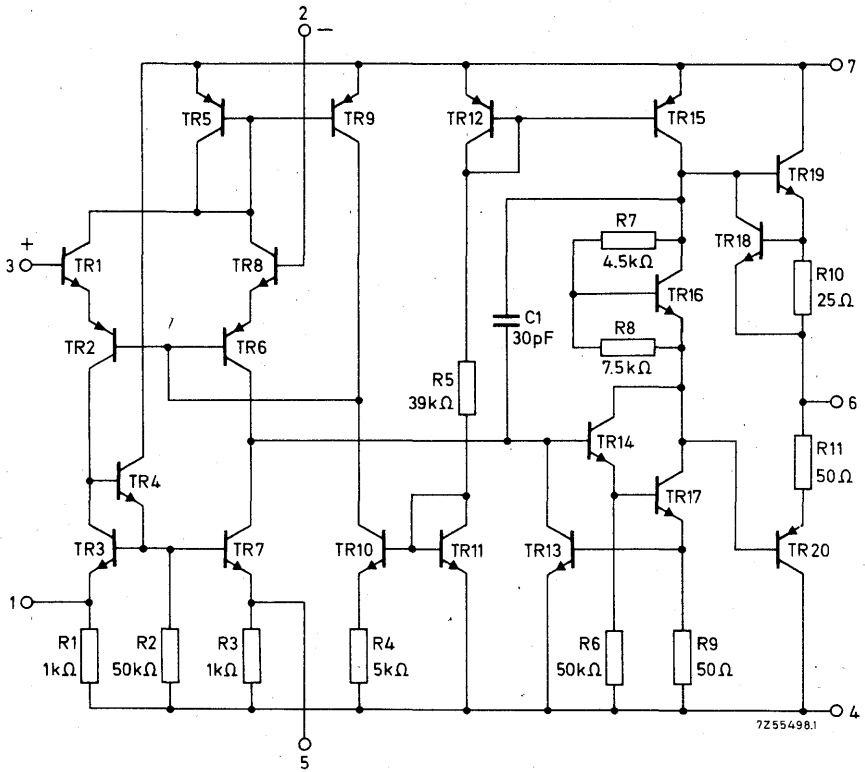 2
−
7
TR5
TR9
TR12
TR15
TR19
+
3
TR1
TR8
R7
4.5kΩ
TR18
R10
25Ω
TR16
C1
30pF
TR2
TR6
R8
7.5kΩ
R5
39kΩ
6
TR14
R11
50Ω
TR4
TR17
TR3
TR7
TR10
TR11
TR13
TR20
1
R1
1kΩ
R2
50kΩ
R3
1kΩ
R4
5kΩ
R6
50kΩ
R9
50Ω
4
7Z55498.1
5